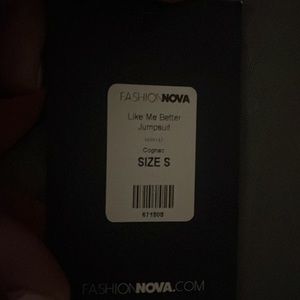 FASHIONNOVA
Like Me Better
Jumpsuit
Cognac
SIZE S
FASHIONNOVA.COM